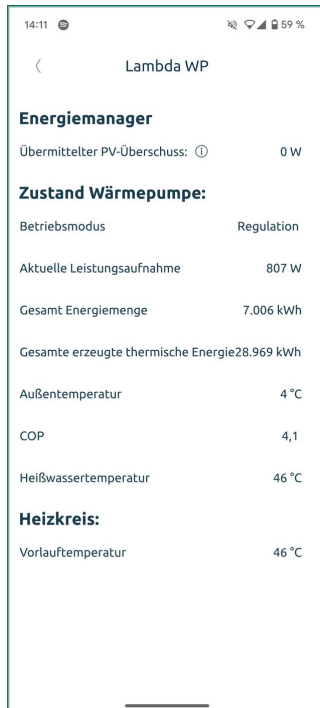 14:11 59 %
Lambda WP
Energiemanager
Übermittelter PV-Überschuss: 0 W
Zustand Wärmepumpe:
Betriebsmodus Regulation
Aktuelle Leistungsaufnahme 807 W
Gesamt Energiemenge 7.006 kWh
Gesamte erzeugte thermische Energie28.969 kWh
Außentemperatur 4 °C
COP 4,1
Heißwassertemperatur 46 °C
Heizkreis:
Vorlauftemperatur 46 °C